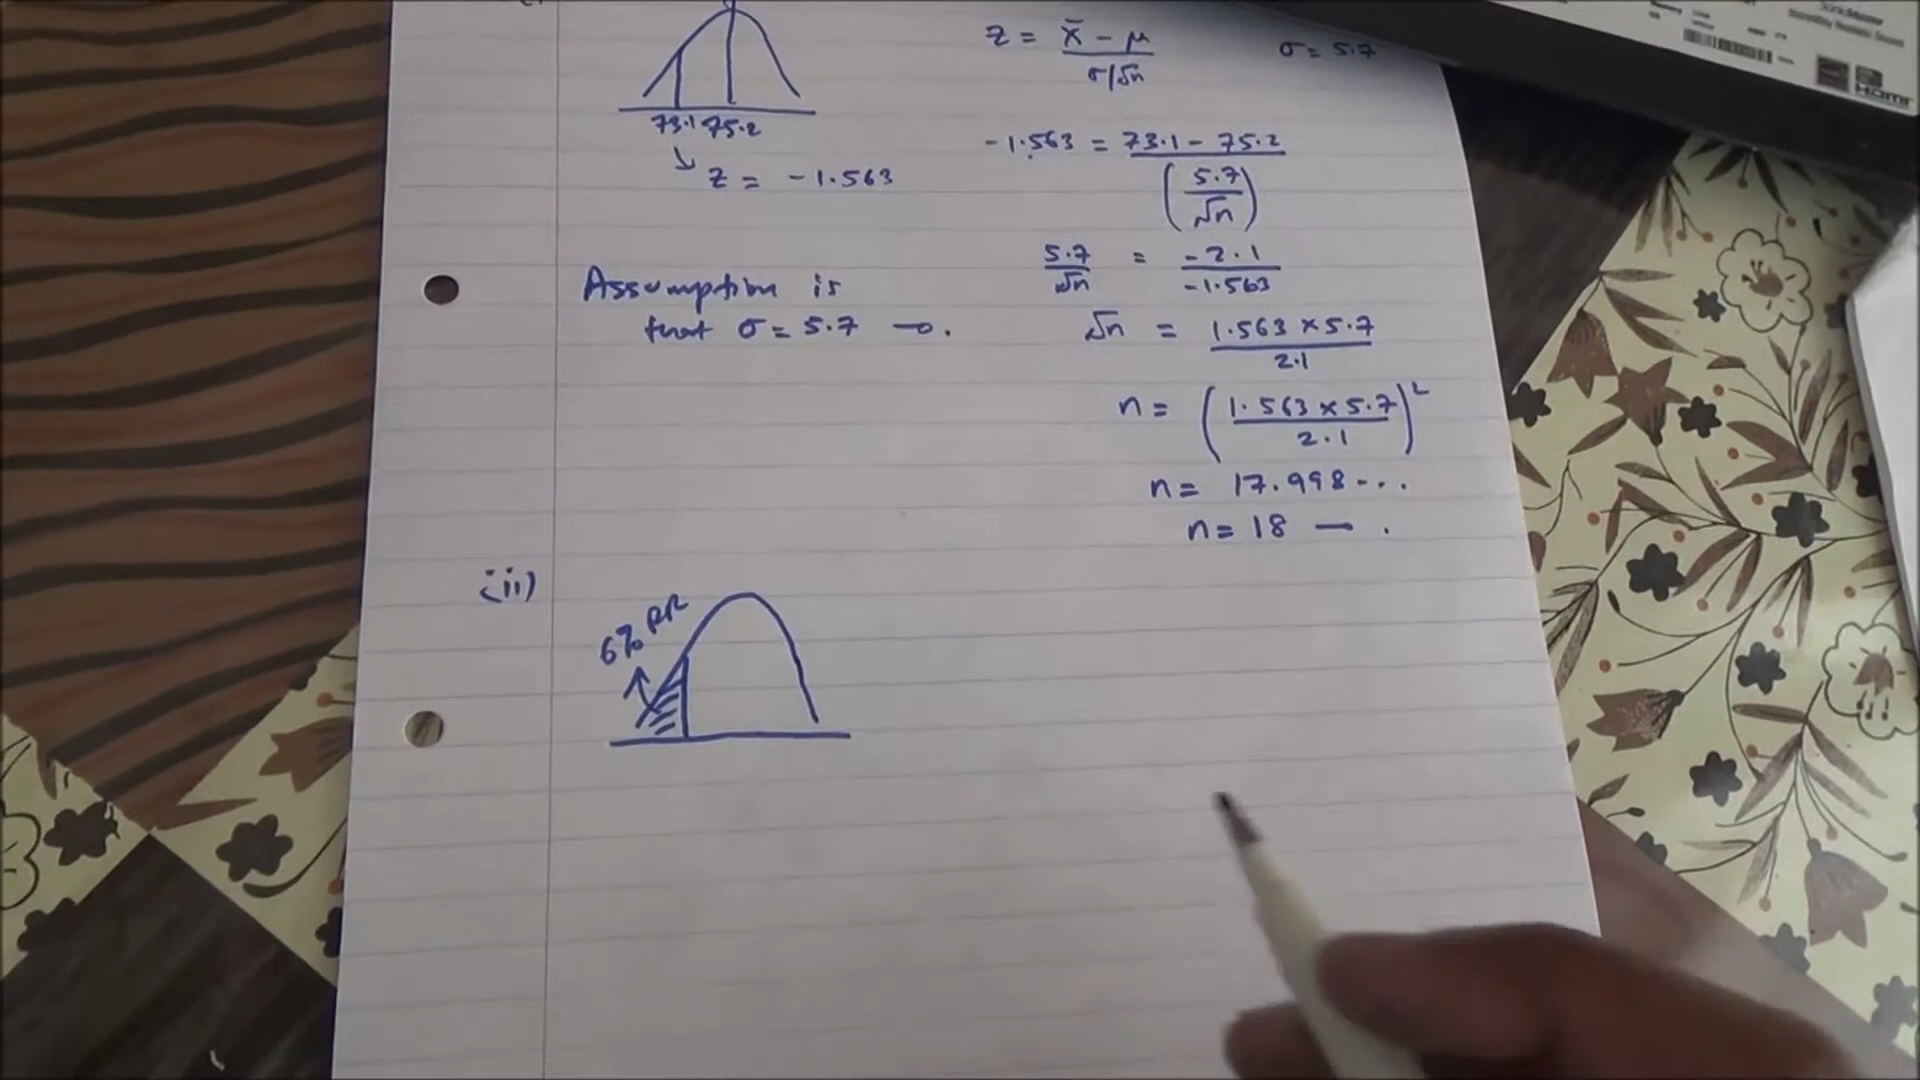 z = x̄ - μ / σ/√n
σ = 5.7
73.1 75.2
z = -1.563
-1.563 = 73.1 - 75.2 / (5.7 / √n)
5.7 / √n = -2.1 / -1.563
Assumption is
that σ = 5.7
√n = 1.563 × 5.7 / 2.1
n = (1.563 × 5.7 / 2.1)²
n = 17.998...
n = 18
(ii)
6% RR
HDMI